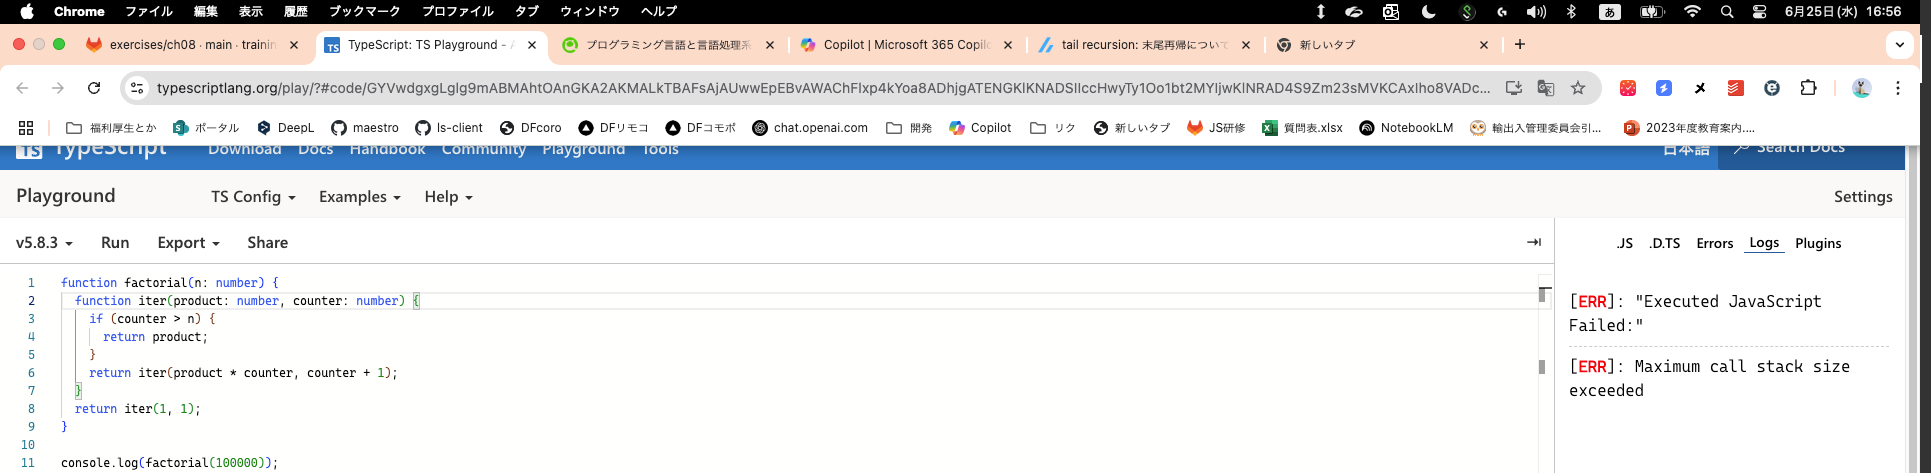 Chrome ファイル 編集 表示 履歴 ブックマーク プロファイル タブ ウィンドウ ヘルプ あ 6月25日(水) 16:56
exercises/ch08 · main · trainin TypeScript: TS Playground - A プログラミング言語と言語処理系 Copilot | Microsoft 365 Copilo tail recursion: 末尾再帰について 新しいタブ
typescriptlang.org/play/?#code/GYVwdgxgLglg9mABMAhtOAnGKA2AKMALkTBAFsAjAUwwEpEBvAWAChFlxp4kYoa8ADhjgATENGKlKNADSIlccHwyTy1Oo1bt2MYIjwKlNRAD4S9Zm23sMVKCAxIho8VADc...
福利厚生とか ポータル DeepL maestro ls-client DFcoro DFリモコ DFコモポ chat.openai.com 開発 Copilot リク 新しいタブ JS研修 質問表.xlsx NotebookLM 輸出入管理委員会引... 2023年度教育案内....
TS TypeScript Download Docs Handbook Community Playground Tools 日本語 Search Docs
Playground TS Config Examples Help Settings
v5.8.3 Run Export Share
.JS .D.TS Errors Logs Plugins
1 function factorial(n: number) {
2 function iter(product: number, counter: number) {
3 if (counter > n) {
4 return product;
5 }
6 return iter(product * counter, counter + 1);
7 }
8 return iter(1, 1);
9 }
10
11 console.log(factorial(100000));
[ERR]: "Executed JavaScript
Failed:"
[ERR]: Maximum call stack size
exceeded